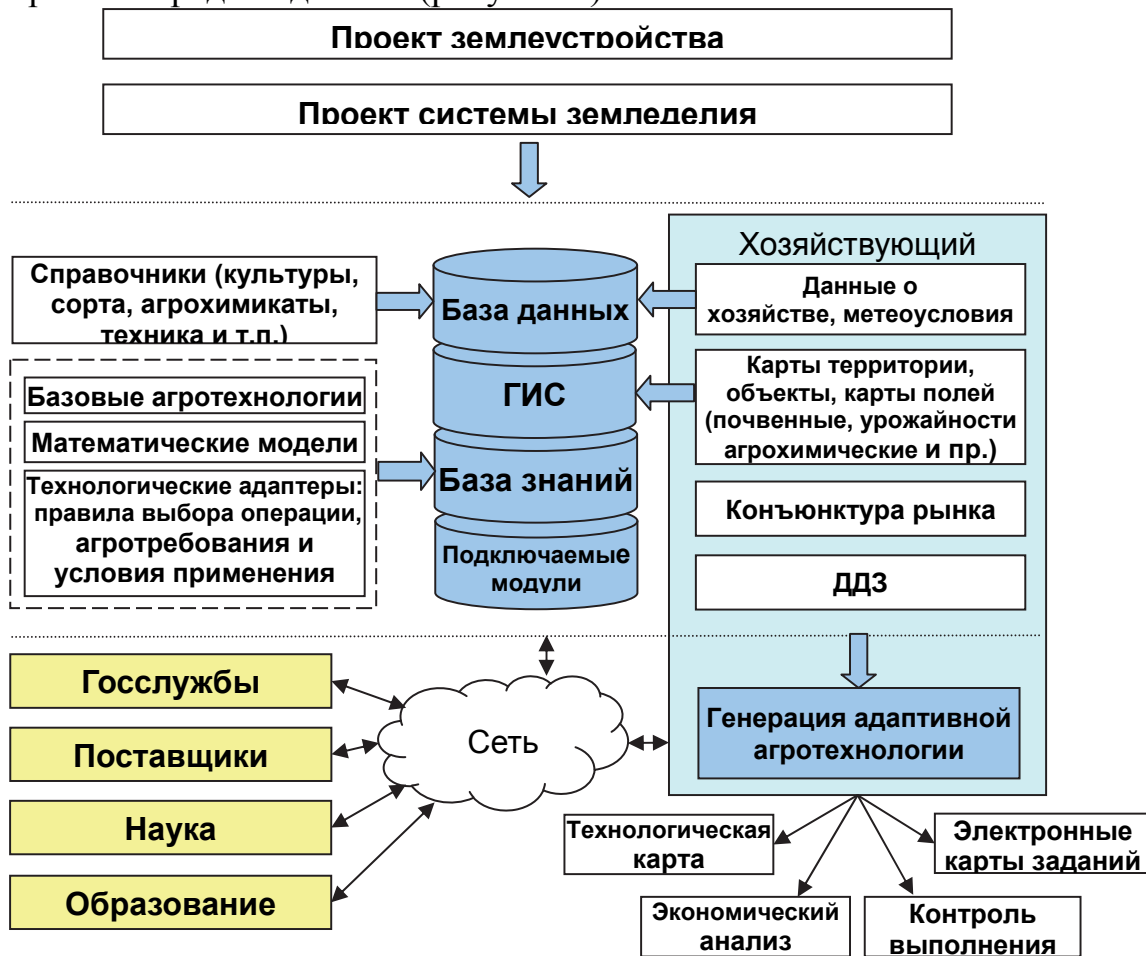 Проект землеустройства
Проект системы земледелия
Хозяйствующий
Справочники (культуры,
сорта, агрохимикаты,
техника и т.п.)
База данных
Данные о
хозяйстве, метеоусловия
Базовые агротехнологии
Математические модели
Технологические адаптеры:
правила выбора операции,
агротребования и
условия применения
ГИС
База знаний
Подключаемые
модули
Карты территории,
объекты, карты полей
(почвенные, урожайности
агрохимические и пр.)
Конъюнктура рынка
ДДЗ
Госслужбы
Поставщики
Наука
Образование
Сеть
Генерация адаптивной
агротехнологии
Технологическая
карта
Электронные
карты заданий
Экономический
анализ
Контроль
выполнения